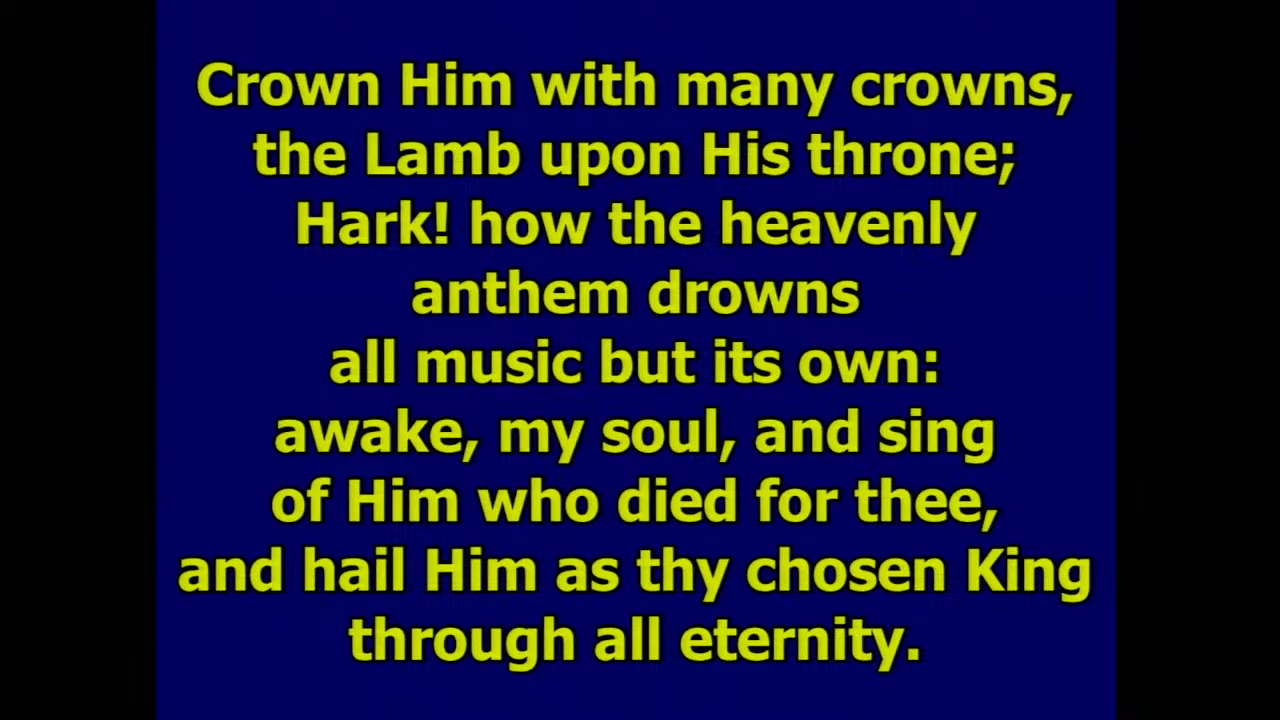 Crown Him with many crowns,
the Lamb upon His throne;
Hark! how the heavenly
anthem drowns
all music but its own:
awake, my soul, and sing
of Him who died for thee,
and hail Him as thy chosen King
through all eternity.